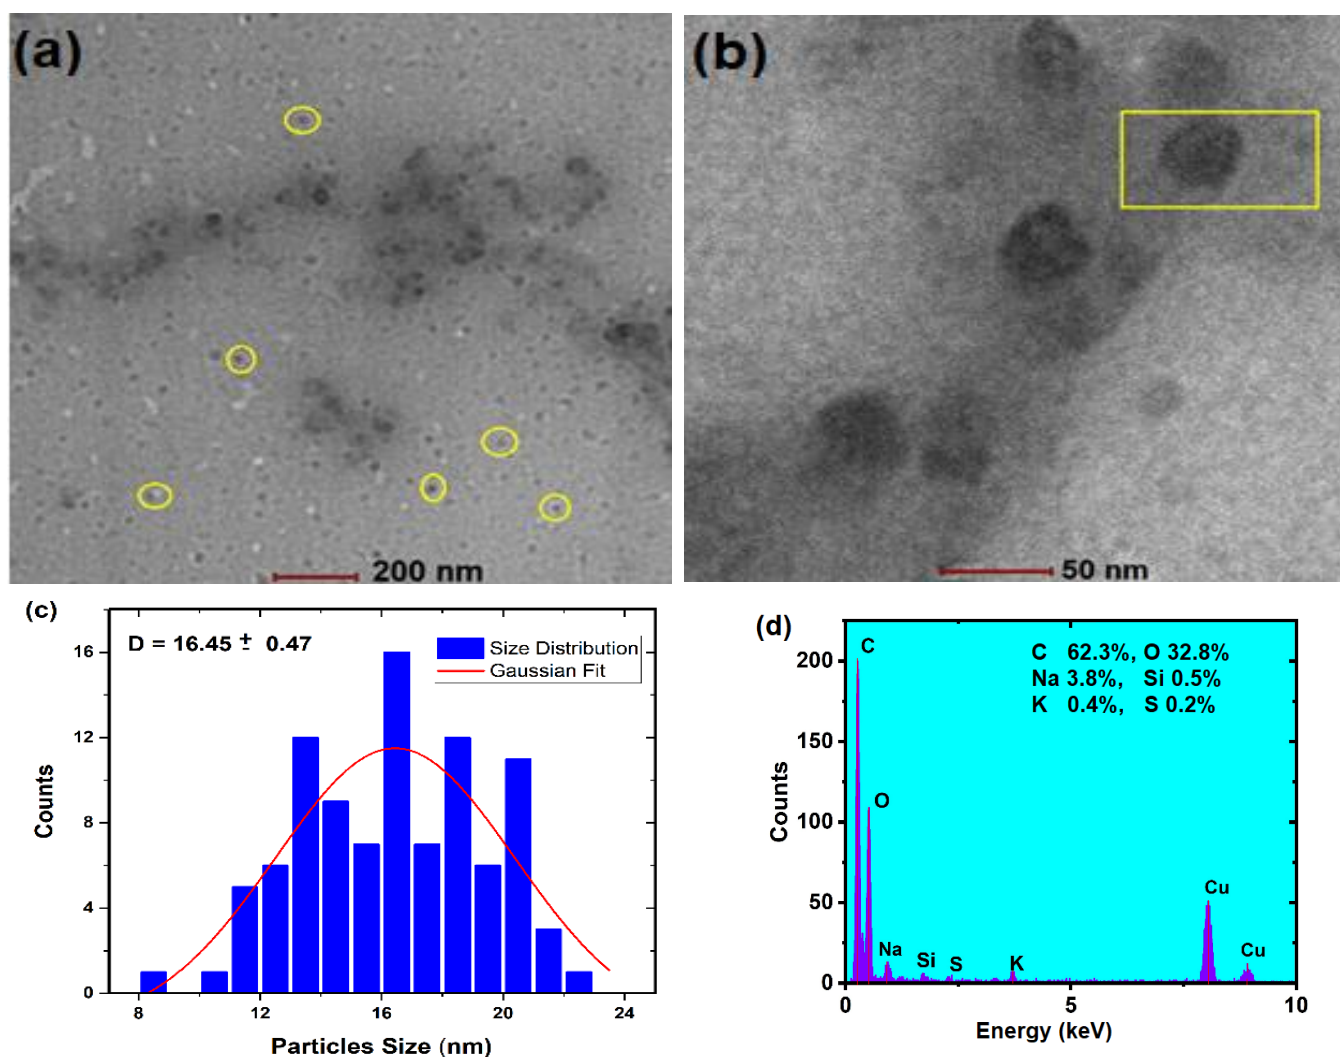 (a)
200 nm
(b)
50 nm
(c)
D = 16.45 ± 0.47
Size Distribution
Gaussian Fit
16
12
8
4
0
Counts
8
12
16
20
24
Particles Size (nm)
(d)
C 62.3%, O 32.8%
Na 3.8%, Si 0.5%
K 0.4%, S 0.2%
C
O
Na
Si
S
K
Cu
Cu
200
150
100
50
0
Counts
0
5
10
Energy (keV)